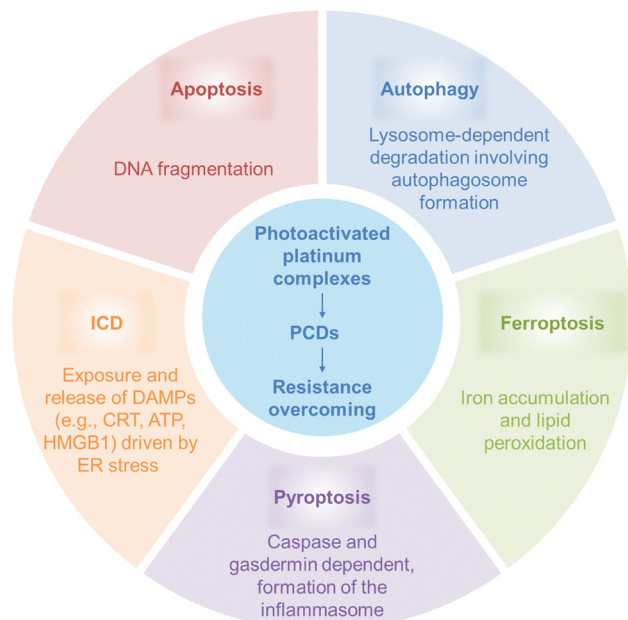 Apoptosis
DNA fragmentation
Autophagy
Lysosome-dependent
degradation involving
autophagosome
formation
Photoactivated
platinum
complexes
PCDs
Resistance
overcoming
ICD
Exposure and
release of DAMPs
(e.g., CRT, ATP,
HMGB1) driven by
ER stress
Ferroptosis
Iron accumulation
and lipid
peroxidation
Pyroptosis
Caspase and
gasdermin dependent,
formation of the
inflammasome